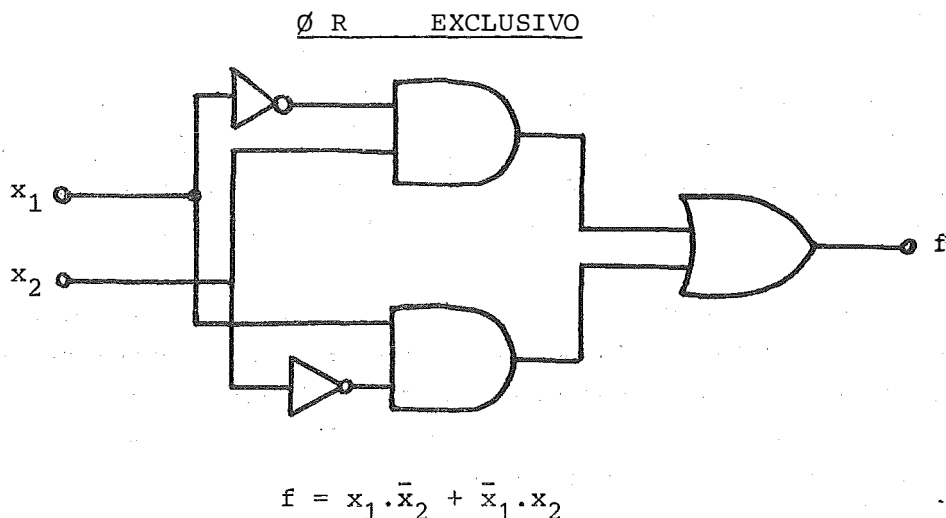 Ø R EXCLUSIVO
x₁
x₂
f
f = x₁.x̄₂ + x̄₁.x₂